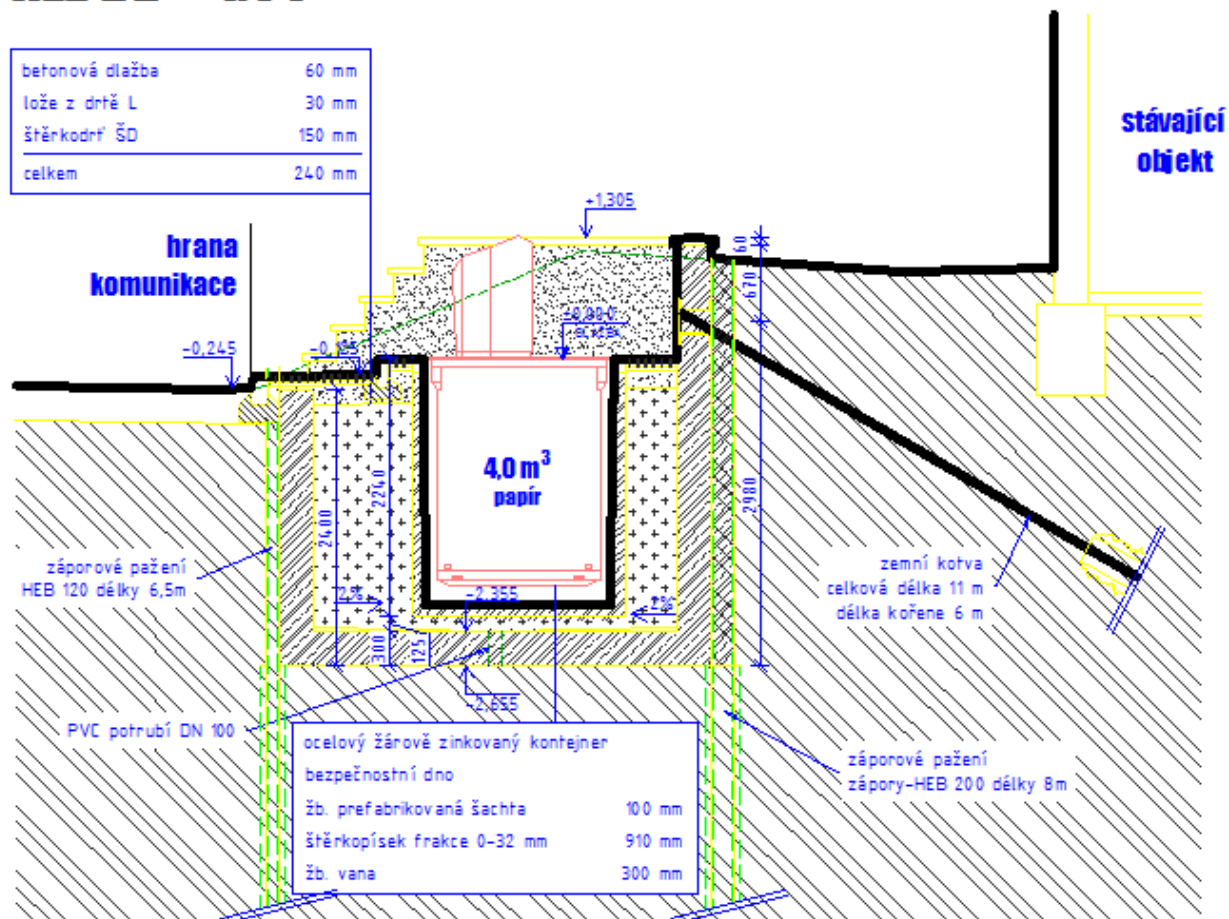 betonová dlažba 60 mm
lože z drtě L 30 mm
štěrkodrť ŠD 150 mm
celkem 240 mm
stávající
objekt
+1,305
hrana
komunikace
60
670
-0,245
4,0 m³
papír
2240
2400
2980
záporové pažení
HEB 120 délky 6,5m
zemní kotva
celková délka 11 m
délka kořene 6 m
2%
-2,355
2%
300
125
-2,655
PVC potrubí DN 100
ocelový žárově zinkovaný kontejner
bezpečnostní dno
žb. prefabrikovaná šachta 100 mm
štěrkopísek frakce 0-32 mm 910 mm
žb. vana 300 mm
záporové pažení
zápory-HEB 200 délky 8m